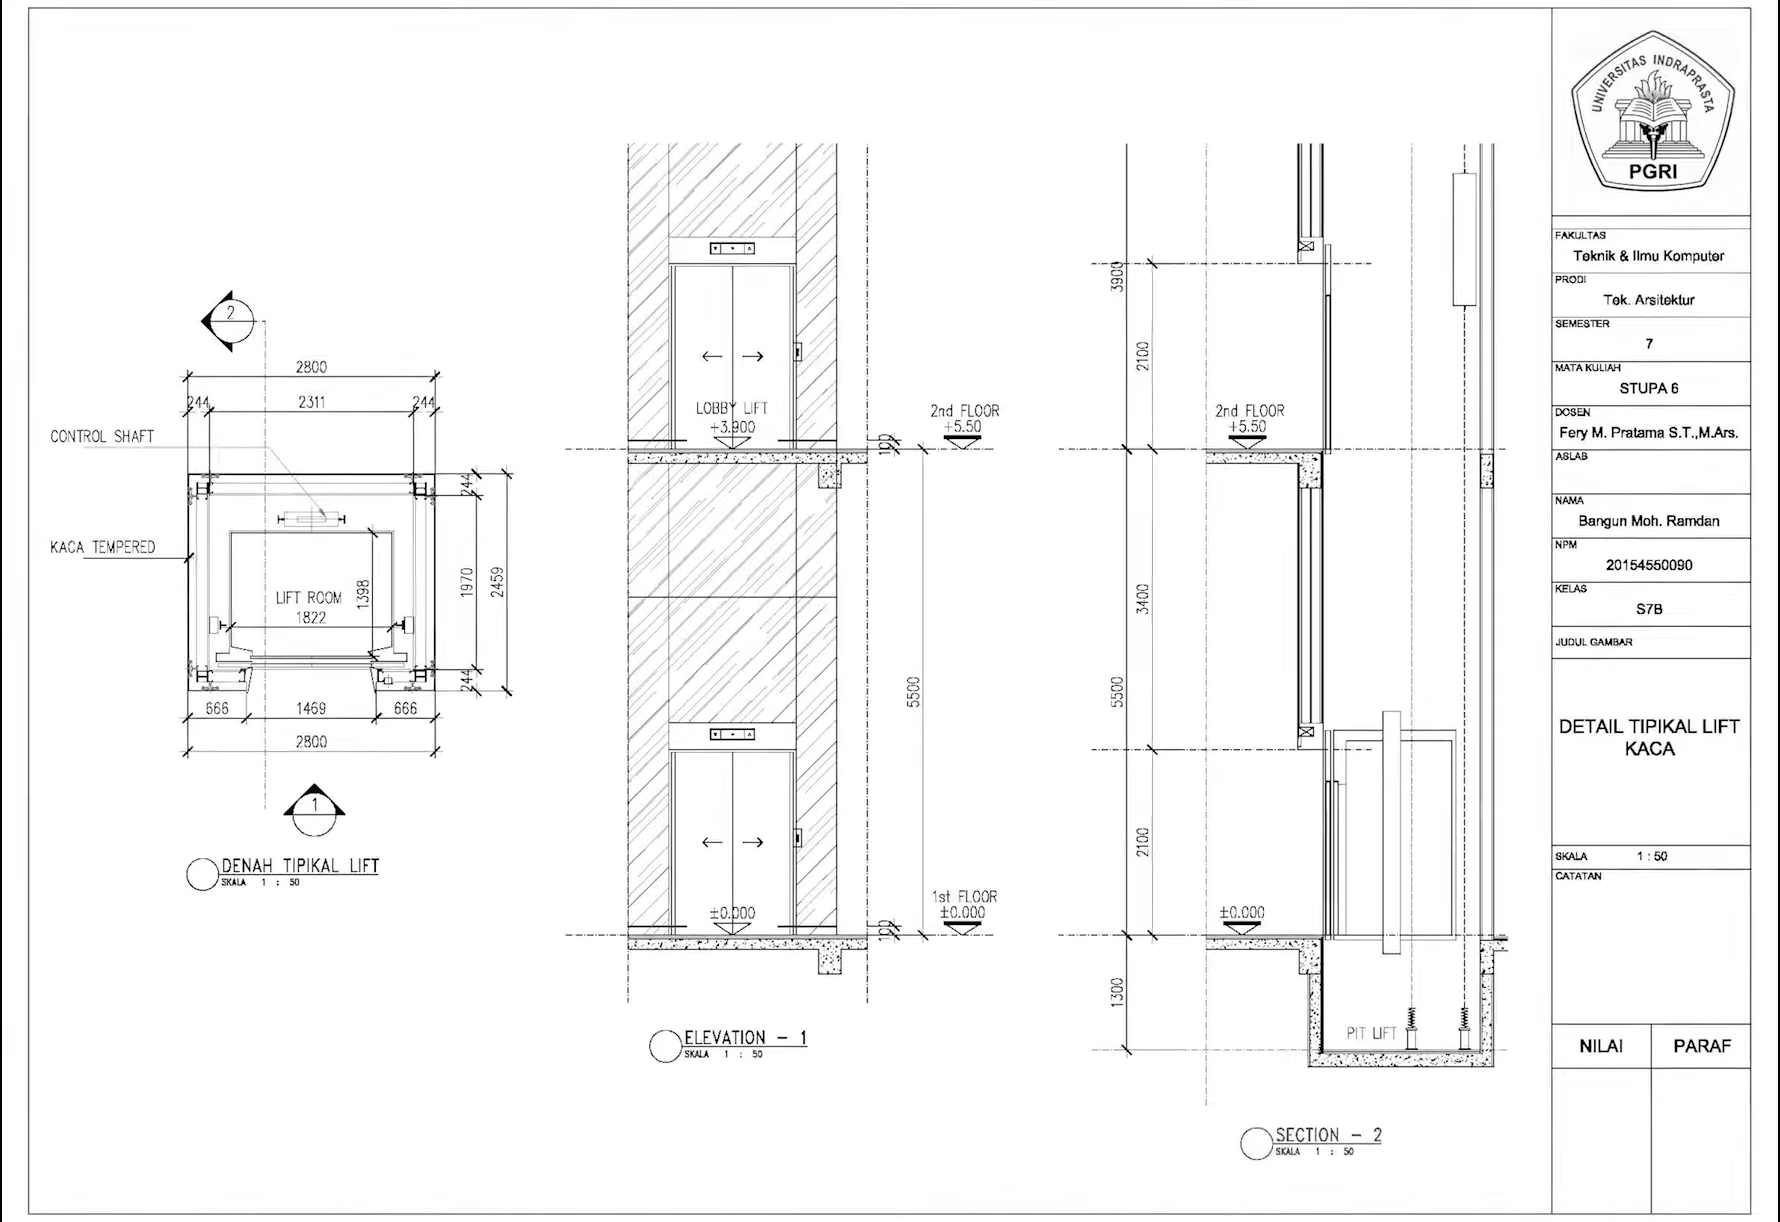 2
2800
244
2311
244
CONTROL SHAFT
244
KACA TEMPERED
LIFT ROOM
1822
1398
1970
2459
244
666
1469
666
2800
1
DENAH TIPIKAL LIFT
SKALA 1 : 50
LOBBY LIFT
+3.900
2nd FLOOR
+5.50
100
5500
±0.000
1st FLOOR
±0.000
100
ELEVATION - 1
SKALA 1 : 50
3900
2100
2nd FLOOR
+5.50
3400
5500
2100
±0.000
1300
PIT LIFT
SECTION - 2
SKALA 1 : 50
UNIVERSITAS INDRAPRASTA
PGRI
FAKULTAS
Teknik & Ilmu Komputer
PRODI
Tek. Arsitektur
SEMESTER
7
MATA KULIAH
STUPA 6
DOSEN
Fery M. Pratama S.T.,M.Ars.
ASLAB
NAMA
Bangun Moh. Ramdan
NPM
20154550090
KELAS
S7B
JUDUL GAMBAR
DETAIL TIPIKAL LIFT
KACA
SKALA 1 : 50
CATATAN
NILAI PARAF